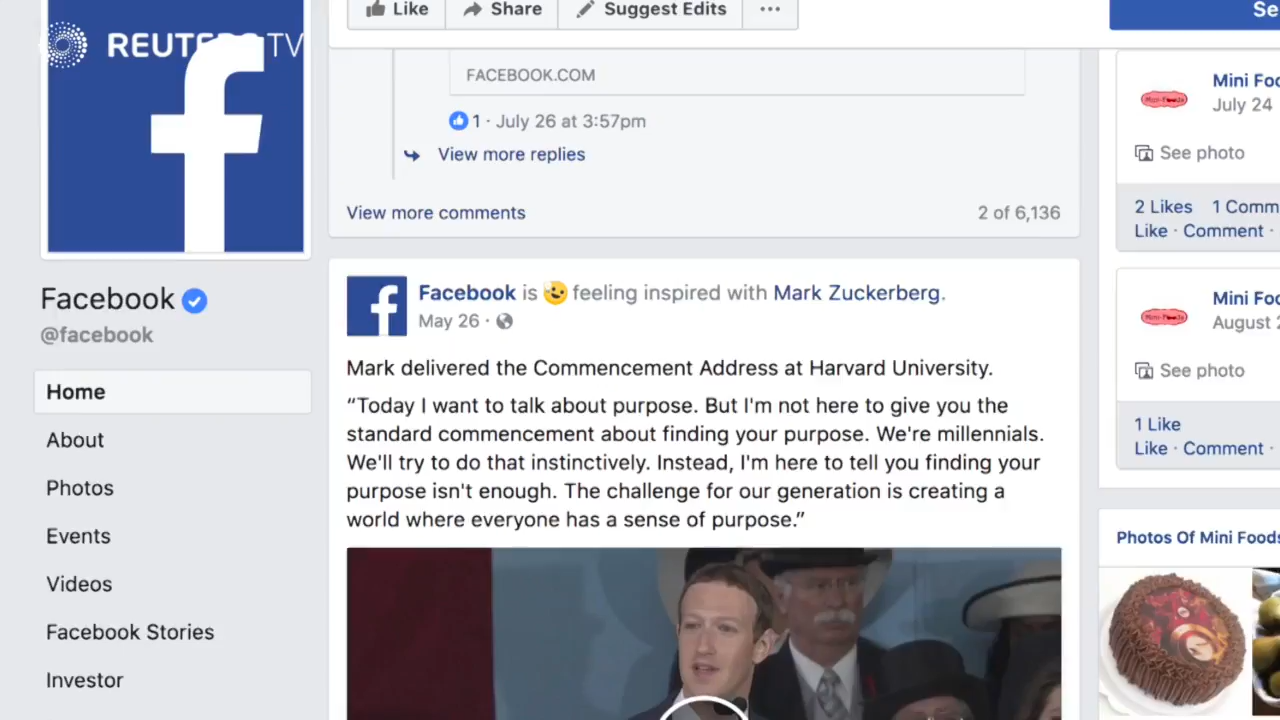 Like
Share
Suggest Edits
REUTERS TV
FACEBOOK.COM
1 · July 26 at 3:57pm
View more replies
View more comments
2 of 6,136
Facebook
@facebook
Home
About
Photos
Events
Videos
Facebook Stories
Investor
Facebook is feeling inspired with Mark Zuckerberg.
May 26 ·
Mark delivered the Commencement Address at Harvard University.
“Today I want to talk about purpose. But I'm not here to give you the
standard commencement about finding your purpose. We're millennials.
We'll try to do that instinctively. Instead, I'm here to tell you finding your
purpose isn't enough. The challenge for our generation is creating a
world where everyone has a sense of purpose.”
Se
Mini Foo
July 24
See photo
2 Likes 1 Comm
Like · Comment ·
Mini Foo
August 2
See photo
1 Like
Like · Comment ·
Photos Of Mini Foods